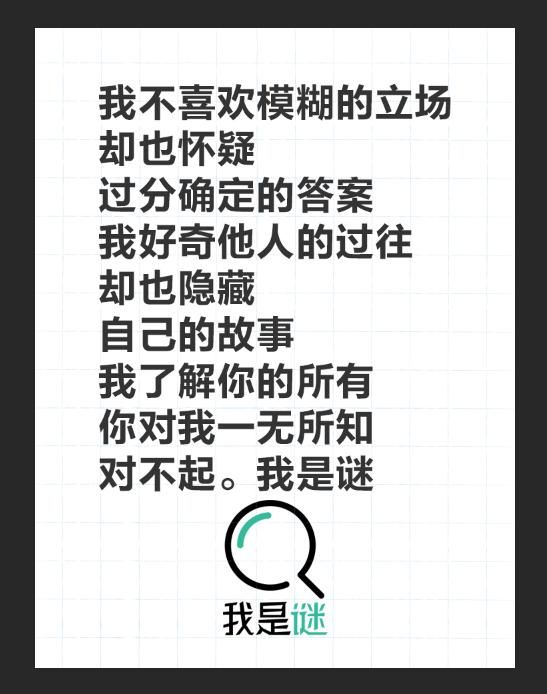 我不喜欢模糊的立场
却也怀疑
过分确定的答案
我好奇他人的过往
却也隐藏
自己的故事
我了解你的所有
你对我一无所知
对不起。我是谜
我是谜